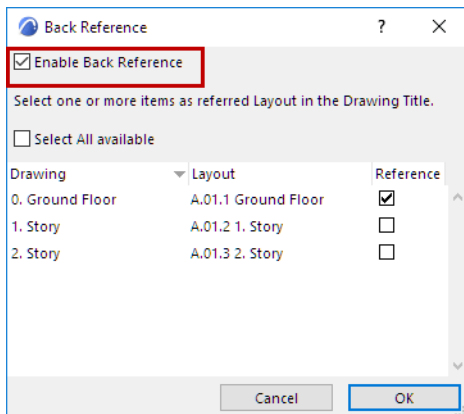 Back Reference
Enable Back Reference
Select one or more items as referred Layout in the Drawing Title.
Select All available
Drawing Layout Reference
0. Ground Floor A.01.1 Ground Floor
1. Story A.01.2 1. Story
2. Story A.01.3 2. Story
Cancel OK